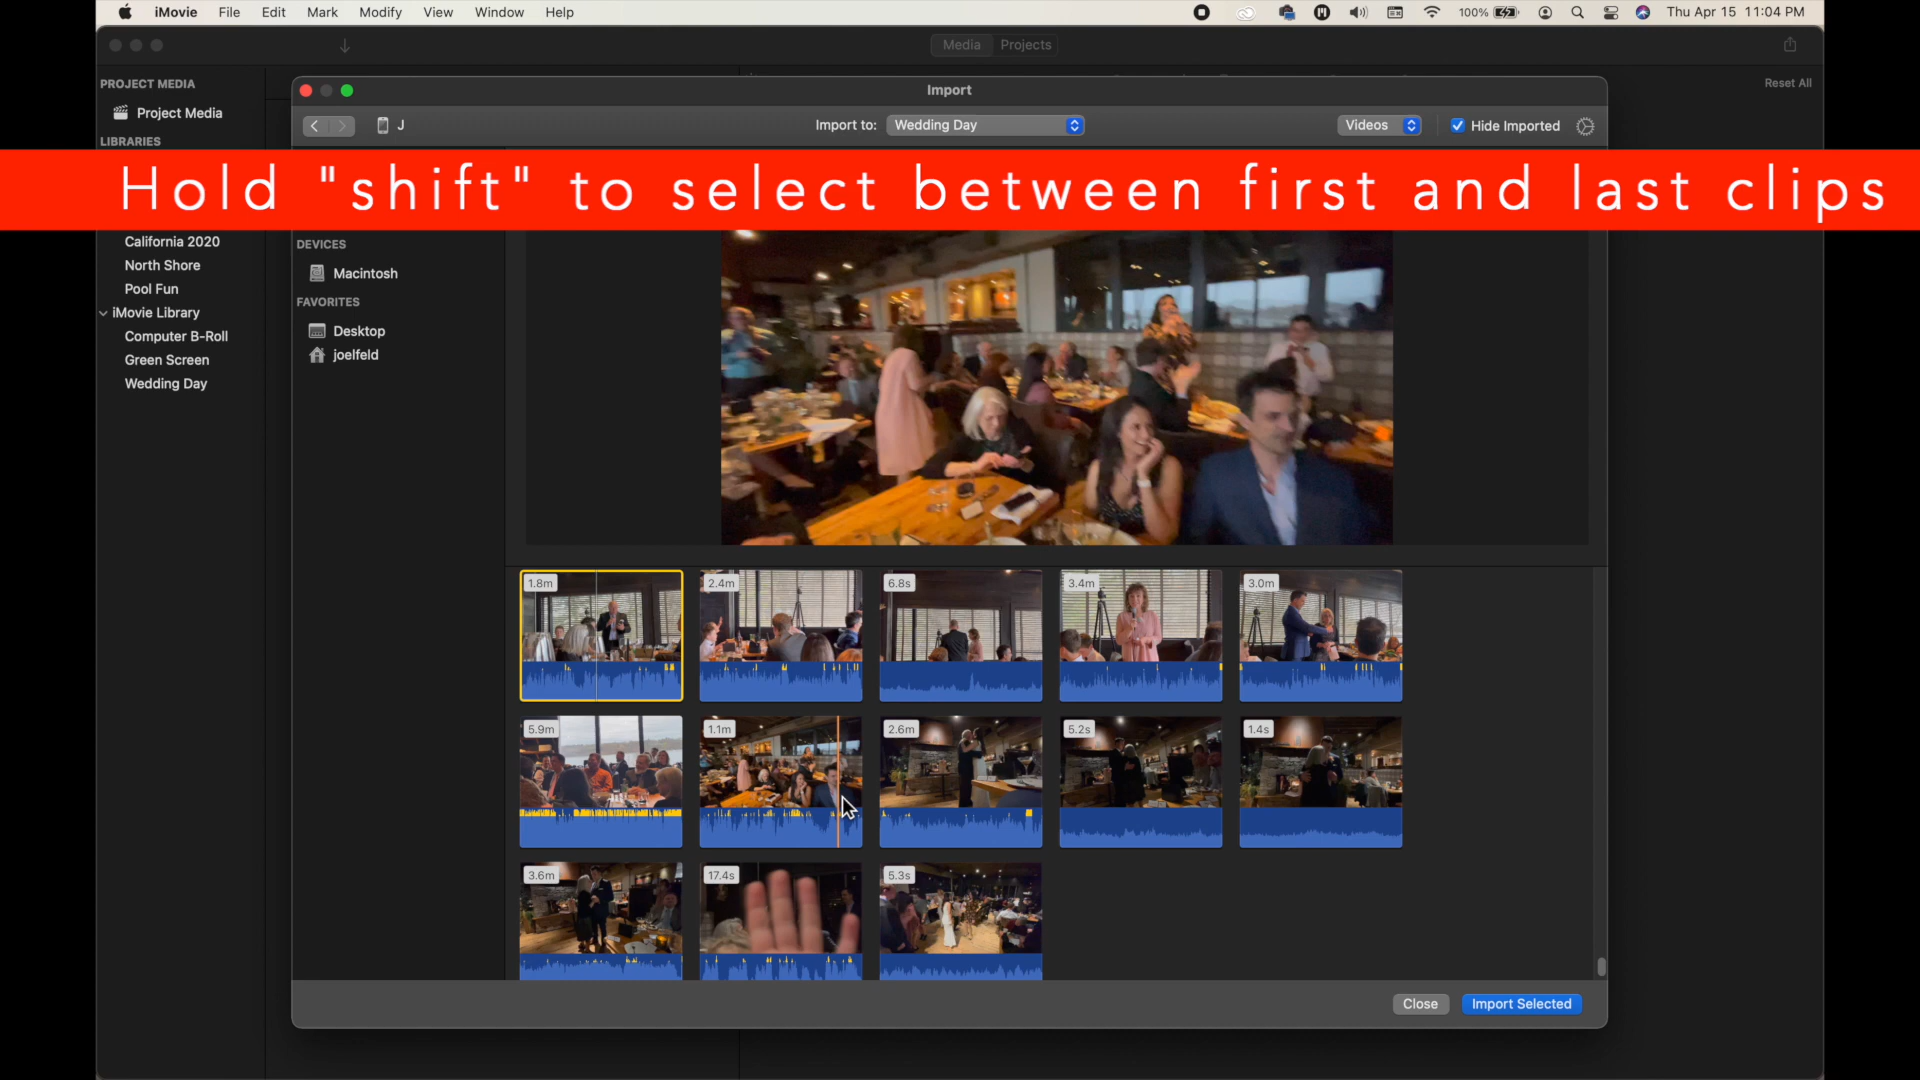 iMovie File Edit Mark Modify View Window Help 100% Thu Apr 15 11:04 PM
Media Projects
PROJECT MEDIA
Project Media
LIBRARIES
Reset All
Import
J Import to: Wedding Day Videos Hide Imported
Hold "shift" to select between first and last clips
California 2020
North Shore
Pool Fun
iMovie Library
Computer B-Roll
Green Screen
Wedding Day
DEVICES
Macintosh
FAVORITES
Desktop
joelfeld
1.8m 2.4m 6.8s 3.4m 3.0m
5.9m 1.1m 2.6m 5.2s 1.4s
3.6m 17.4s 5.3s
Close Import Selected